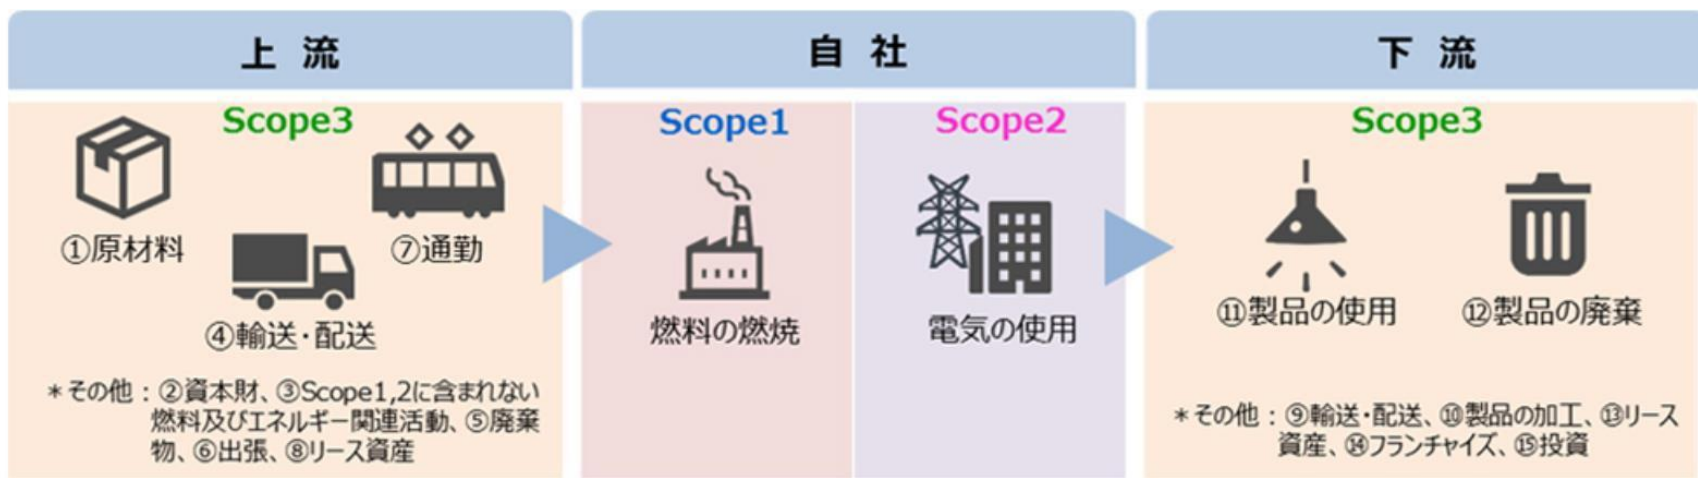 上 流
Scope3
①原材料
⑦通勤
④輸送・配送
＊その他：②資本財、③Scope1,2に含まれない
燃料及びエネルギー関連活動、⑤廃棄
物、⑥出張、⑧リース資産
自 社
Scope1
燃料の燃焼
Scope2
電気の使用
下 流
Scope3
⑪製品の使用
⑫製品の廃棄
＊その他：⑨輸送・配送、⑩製品の加工、⑬リース
資産、⑭フランチャイズ、⑮投資